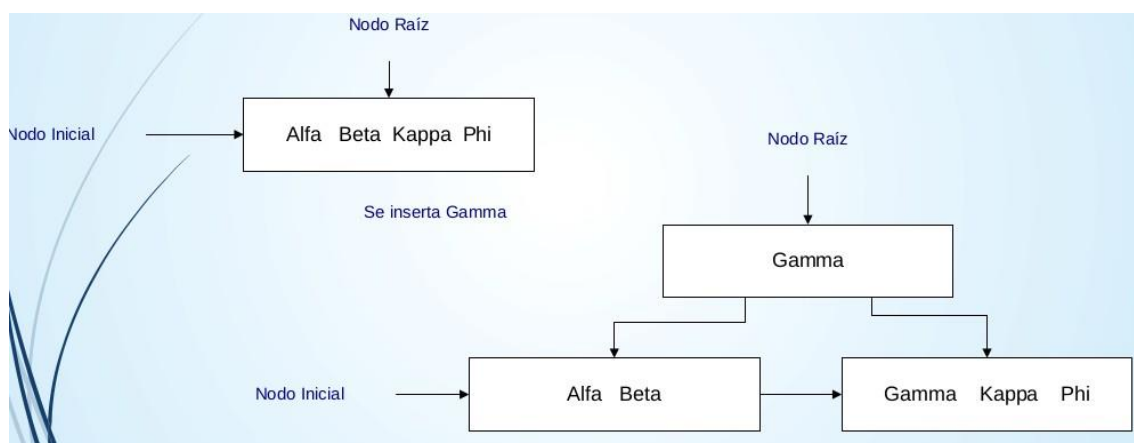 Nodo Raíz
Nodo Inicial
Alfa Beta Kappa Phi
Nodo Raíz
Se inserta Gamma
Gamma
Nodo Inicial
Alfa Beta
Gamma Kappa Phi